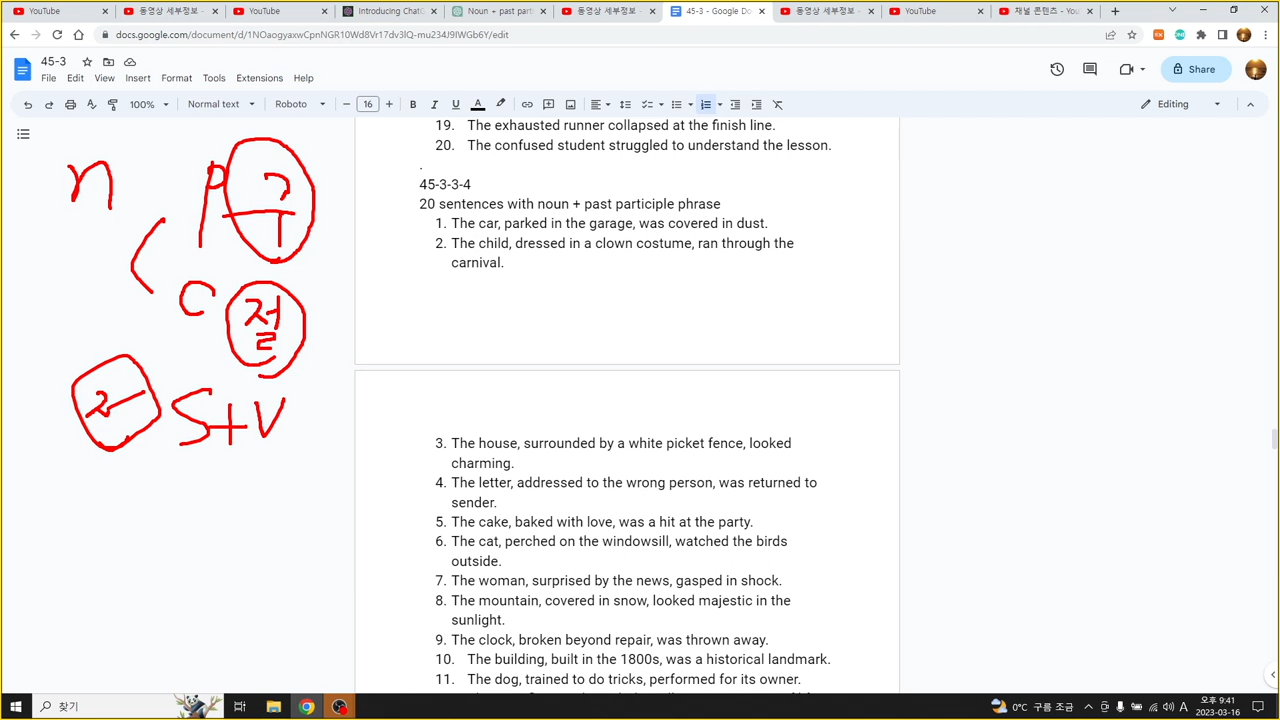 YouTube
동영상 세부정보 - YouTub
YouTube
Introducing ChatG
Noun + past parti
동영상 세부정보 - YouTub
45-3 - Google Do
동영상 세부정보 - YouTub
YouTube
채널 콘텐츠 - YouTu
docs.google.com/document/d/1NOaogyaxwCpnNGR10Wd8Vr17dv3lQ-mu234J9IWGb6Y/edit
45-3
File Edit View Insert Format Tools Extensions Help
Share
100% Normal text Roboto 16 B I U A
Editing
19. The exhausted runner collapsed at the finish line.
20. The confused student struggled to understand the lesson.
.
45-3-3-4
20 sentences with noun + past participle phrase
1. The car, parked in the garage, was covered in dust.
2. The child, dressed in a clown costume, ran through the
carnival.
3. The house, surrounded by a white picket fence, looked
charming.
4. The letter, addressed to the wrong person, was returned to
sender.
5. The cake, baked with love, was a hit at the party.
6. The cat, perched on the windowsill, watched the birds
outside.
7. The woman, surprised by the news, gasped in shock.
8. The mountain, covered in snow, looked majestic in the
sunlight.
9. The clock, broken beyond repair, was thrown away.
10. The building, built in the 1800s, was a historical landmark.
11. The dog, trained to do tricks, performed for its owner.
n p 구
c 절
2 S+V
찾기
0°C 구름 조금
A
오후 9:41
2023-03-16